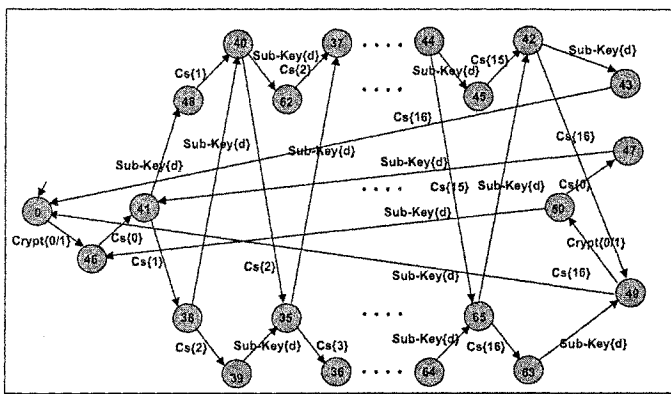 40
37
44
42
Sub-Key{d}
Sub-Key{d}
Cs{15}
Sub-Key{d}
Cs{1}
Cs{2}
43
48
62
45
Cs{16}
Cs{16}
Sub-Key{d}
Sub-Key{d}
47
Sub-Key{d}
Sub-Key{d}
Cs{15}
Sub-Key{d}
Cs{0}
0
41
50
Sub-Key{d}
Crypt{0/1}
Cs{0}
Crypt{0/1}
46
Cs{1}
Cs{2}
Sub-Key{d}
Cs{16}
49
38
35
65
Cs{2}
Sub-Key{d}
Cs{3}
Sub-Key{d}
Cs{16}
Sub-Key{d}
39
36
64
63